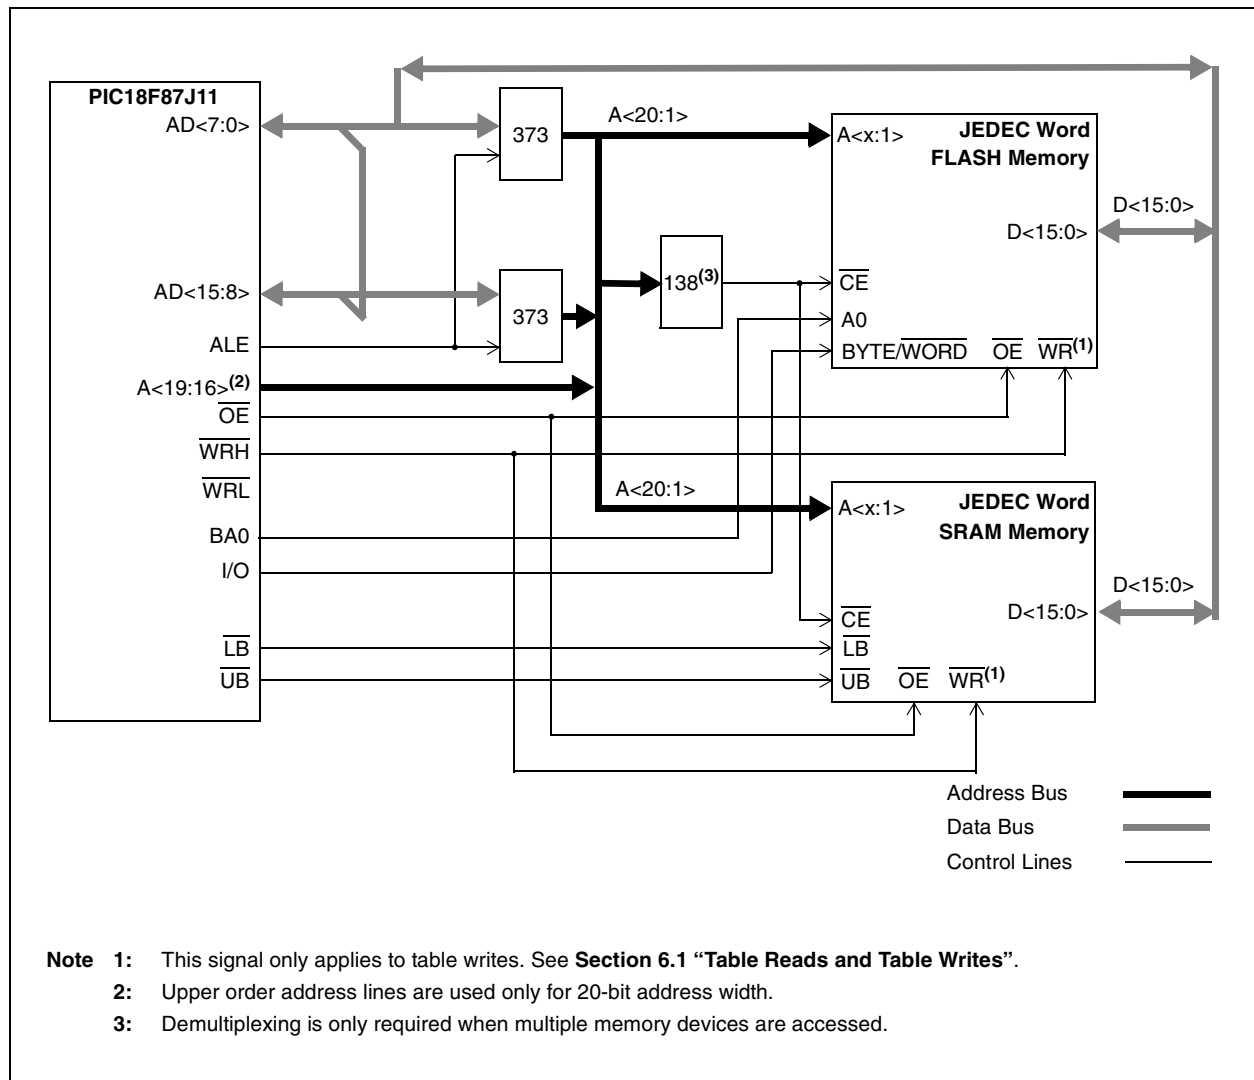 PIC18F87J11
AD<7:0>
373
A<20:1>
A<x:1>
JEDEC Word
FLASH Memory
D<15:0>
D<15:0>
138(3)
CE
A0
BYTE/WORD OE WR(1)
AD<15:8>
373
ALE
A<19:16>(2)
OE
WRH
WRL
BA0
I/O
LB
UB
A<20:1>
A<x:1>
JEDEC Word
SRAM Memory
D<15:0>
D<15:0>
CE
LB
UB OE WR(1)
Address Bus
Data Bus
Control Lines
Note 1: This signal only applies to table writes. See Section 6.1 “Table Reads and Table Writes”.
2: Upper order address lines are used only for 20-bit address width.
3: Demultiplexing is only required when multiple memory devices are accessed.